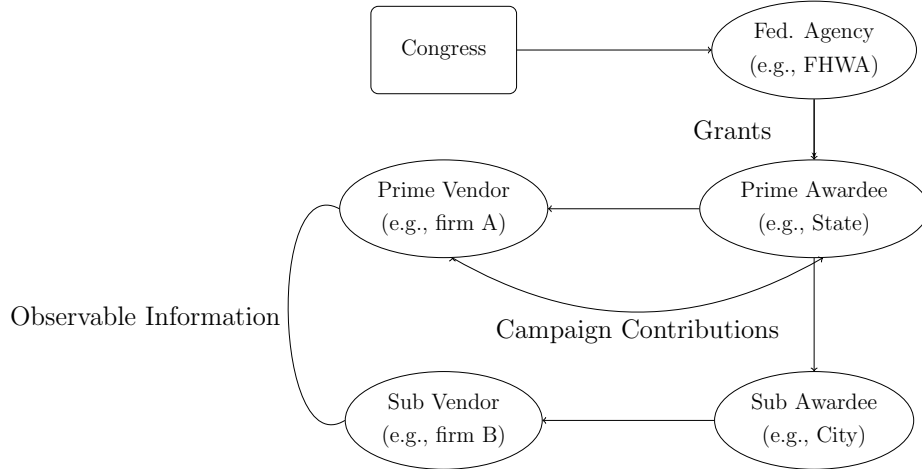 Congress
Fed. Agency
(e.g., FHWA)
Grants
Prime Vendor
(e.g., firm A)
Prime Awardee
(e.g., State)
Observable Information
Campaign Contributions
Sub Vendor
(e.g., firm B)
Sub Awardee
(e.g., City)